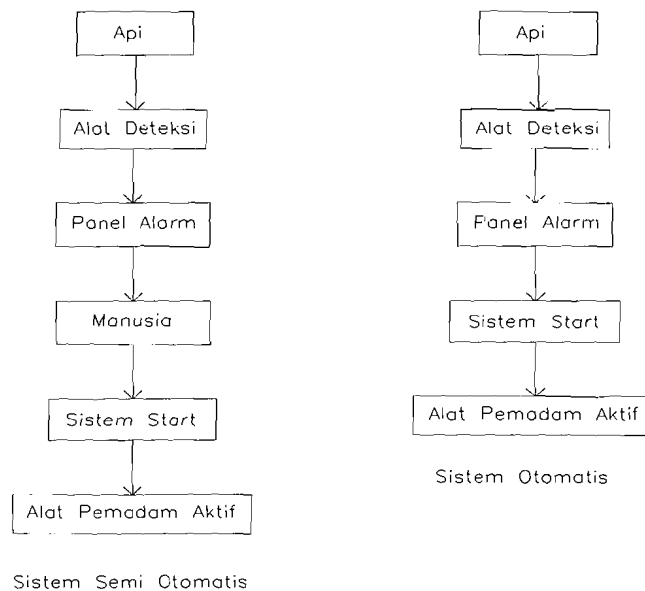 Api
Alat Deteksi
Panel Alarm
Manusia
Sistem Start
Alat Pemadam Aktif
Sistem Semi Otomatis
Api
Alat Deteksi
Panel Alarm
Sistem Start
Alat Pemadam Aktif
Sistem Otomatis